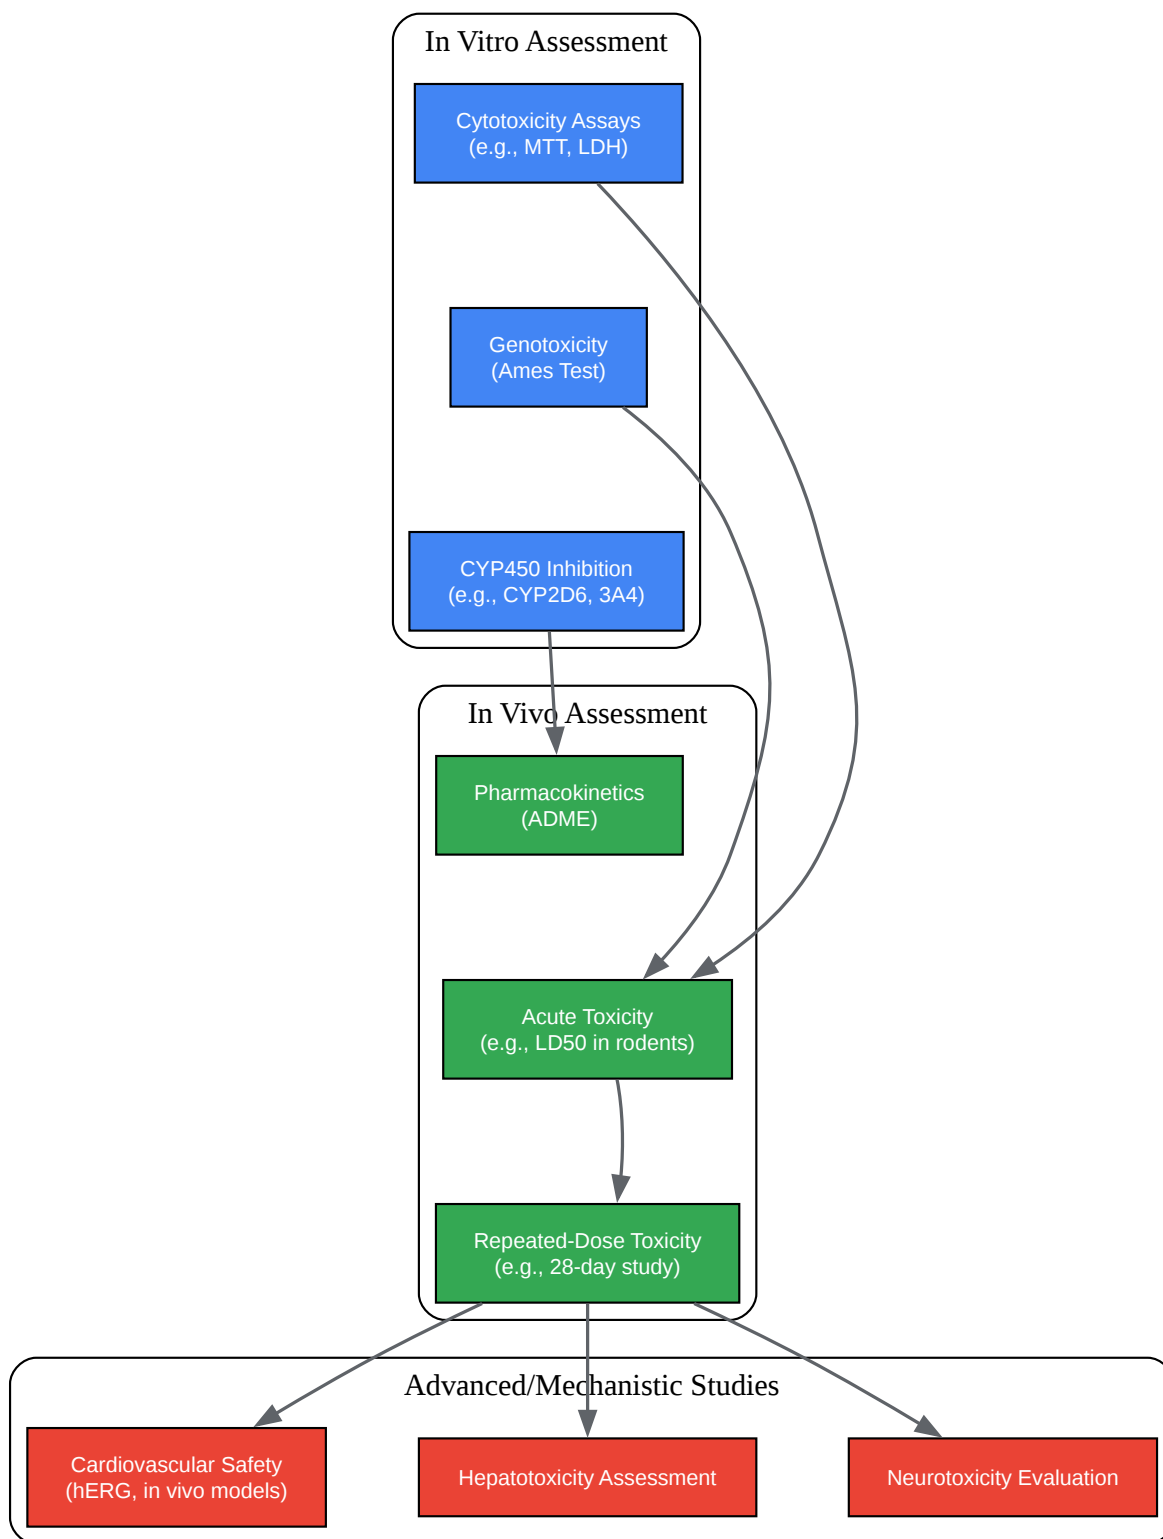 In Vitro Assessment
Cytotoxicity Assays
(e.g., MTT, LDH)
Genotoxicity
(Ames Test)
CYP450 Inhibition
(e.g., CYP2D6, 3A4)
In Vivo Assessment
Pharmacokinetics
(ADME)
Acute Toxicity
(e.g., LD50 in rodents)
Repeated-Dose Toxicity
(e.g., 28-day study)
Advanced/Mechanistic Studies
Cardiovascular Safety
(hERG, in vivo models)
Hepatotoxicity Assessment
Neurotoxicity Evaluation